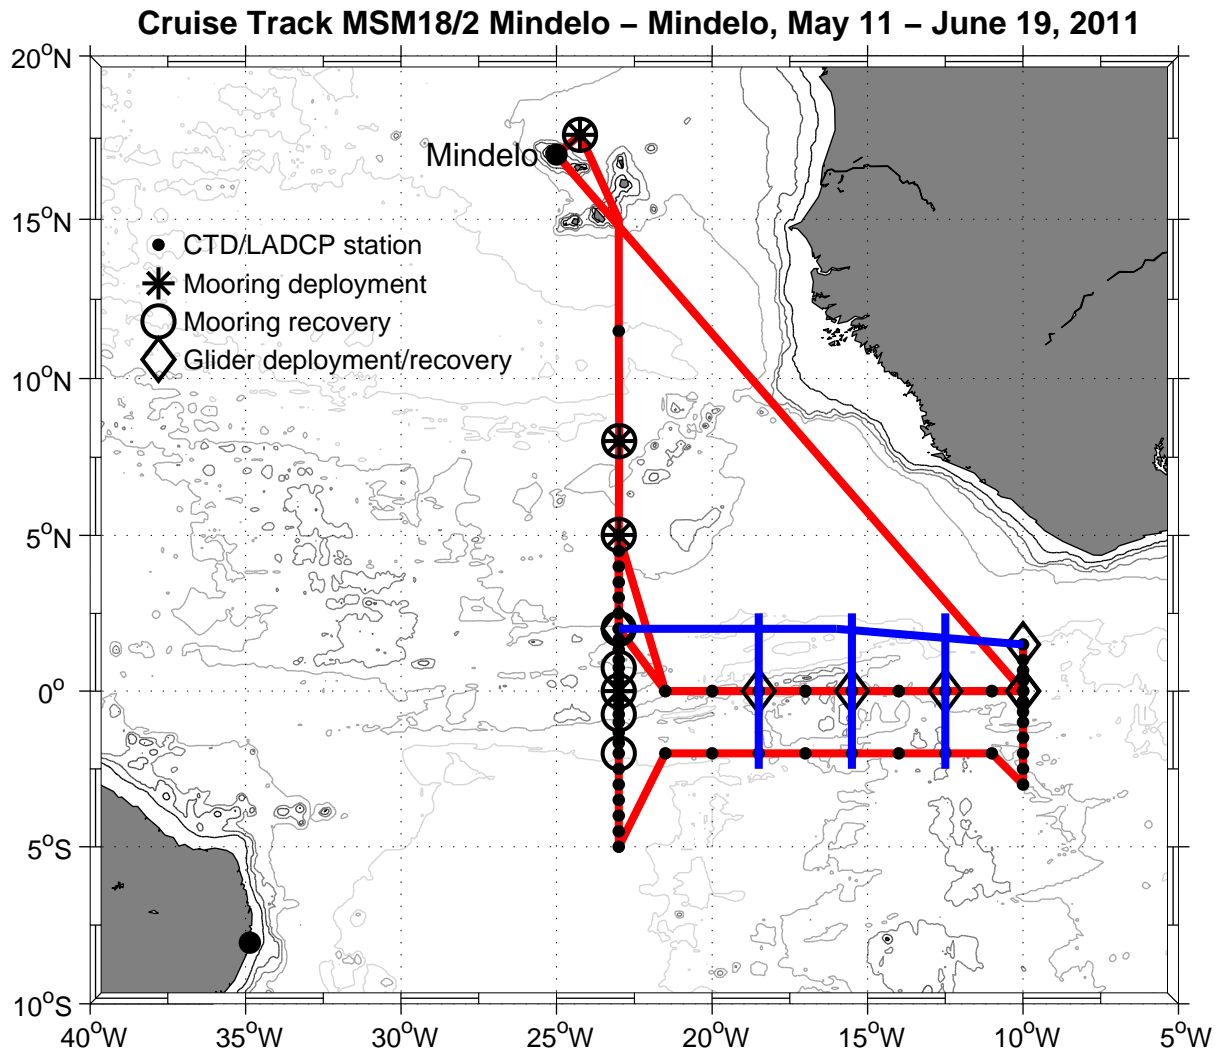 Cruise Track MSM18/2 Mindelo – Mindelo, May 11 – June 19, 2011
20°N
Mindelo
15°N
CTD/LADCP station
Mooring deployment
Mooring recovery
Glider deployment/recovery
10°N
5°N
0°
5°S
10°S
40°W 35°W 30°W 25°W 20°W 15°W 10°W 5°W